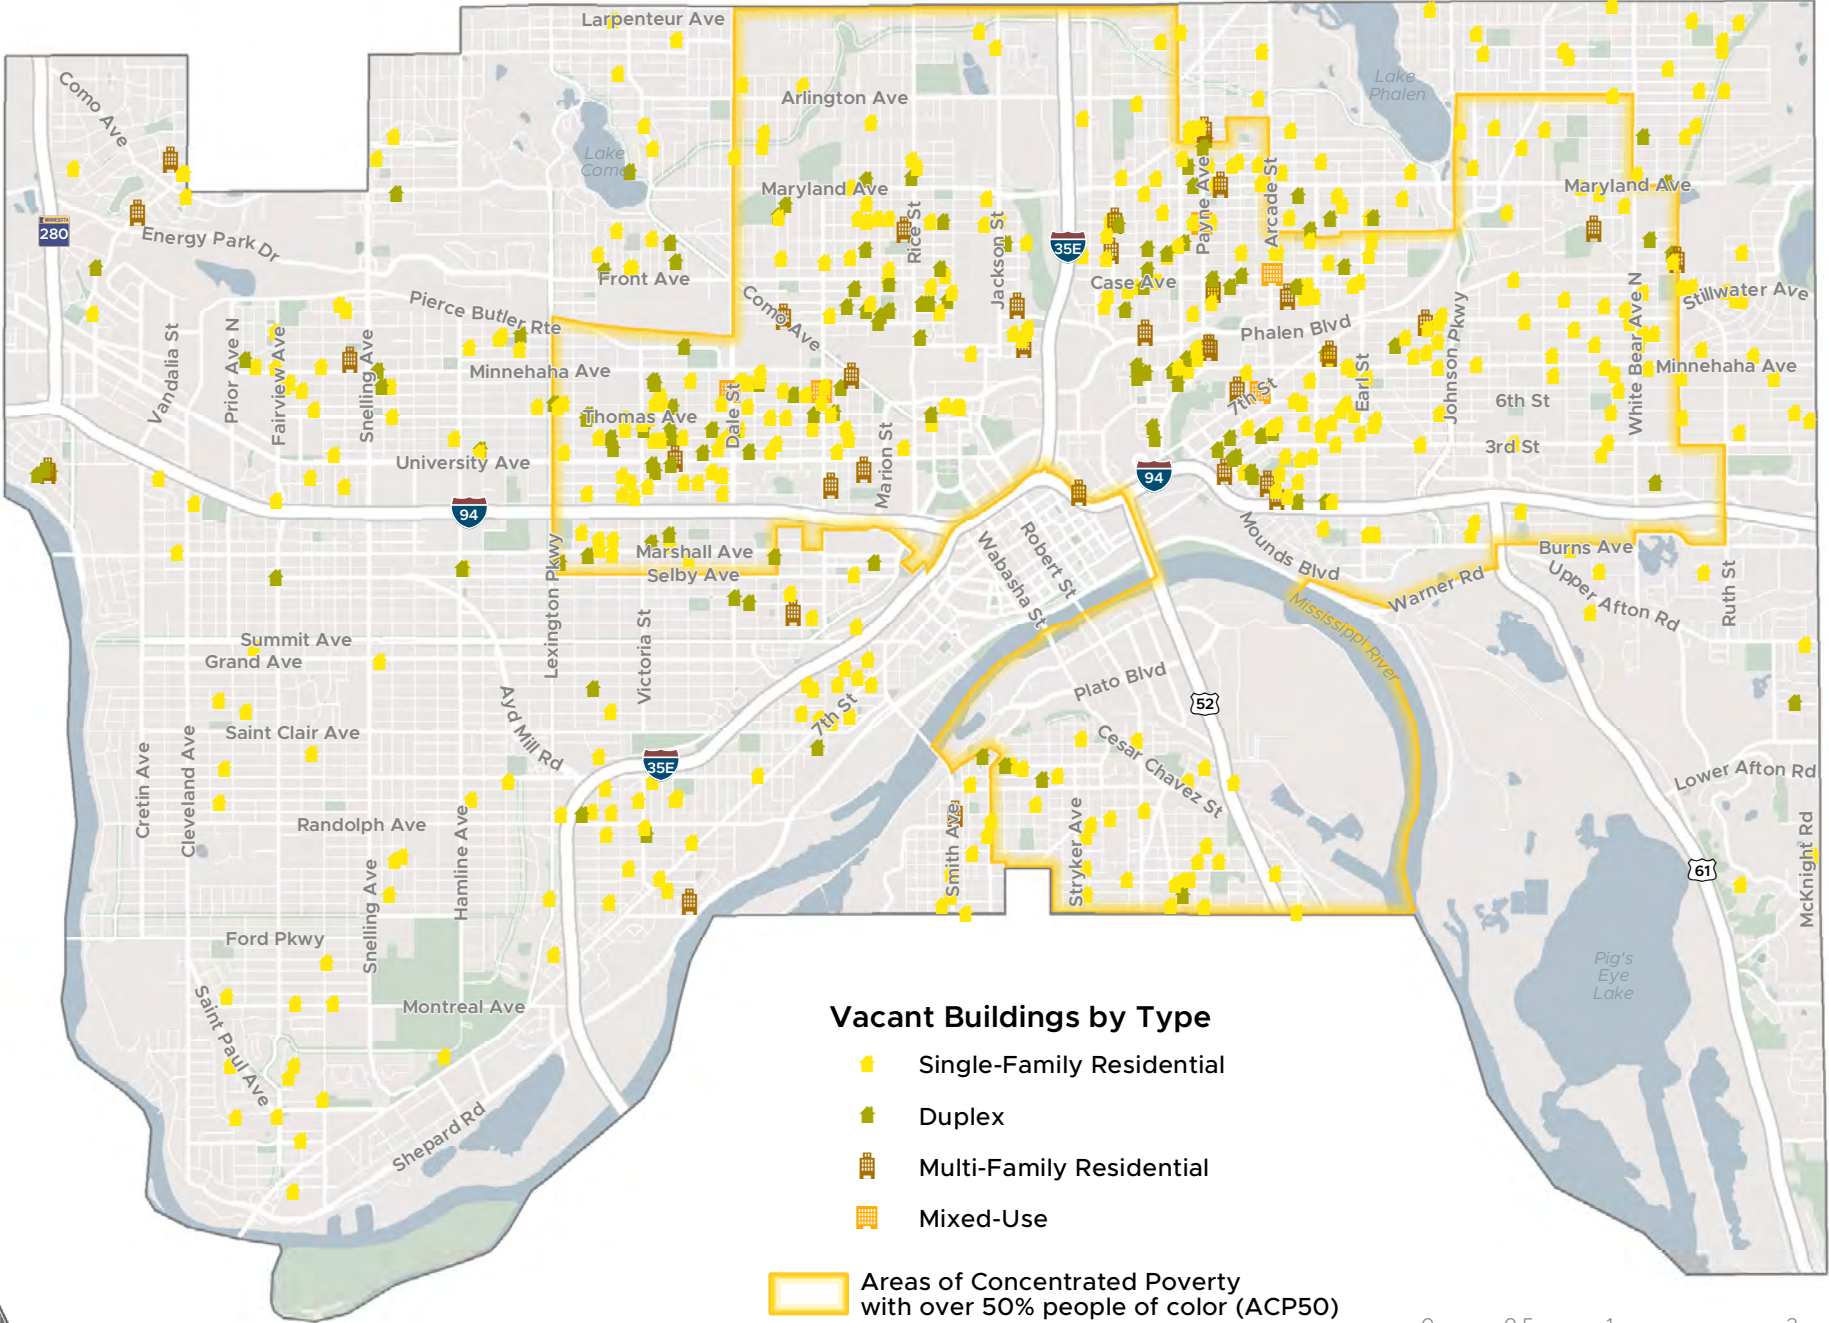 Larpenteur Ave
Como Ave
Arlington Ave
Lake
Phalen
Lake
Como
Maryland Ave
Maryland Ave
MINNESOTA
280
Energy Park Dr
Rice St
Jackson St
35E
Payne Ave
Arcade St
Front Ave
Case Ave
Pierce Butler Rte
Como Ave
Stillwater Ave
Vandalia St
Prior Ave N
Fairview Ave
Snelling Ave
Phalen Blvd
Johnson Pkwy
White Bear Ave N
Minnehaha Ave
Minnehaha Ave
Earl St
7th St
6th St
Thomas Ave
Dale St
Marion St
3rd St
University Ave
94
94
Lexington Pkwy
Marshall Ave
Selby Ave
Wabasha St
Robert St
Mounds Blvd
Warner Rd
Burns Ave
Upper Afton Rd
Ruth St
Mississippi River
Summit Ave
Grand Ave
Victoria St
Plato Blvd
52
Ayd Mill Rd
7th St
Saint Clair Ave
Cesar Chavez St
35E
Lower Afton Rd
Cretin Ave
Cleveland Ave
Randolph Ave
Hamline Ave
Snelling Ave
Smith Ave
Stryker Ave
McKnight Rd
61
Ford Pkwy
Pig's
Eye
Lake
Saint Paul Ave
Montreal Ave
Shepard Rd
Vacant Buildings by Type
Single-Family Residential
Duplex
Multi-Family Residential
Mixed-Use
Areas of Concentrated Poverty
with over 50% people of color (ACP50)